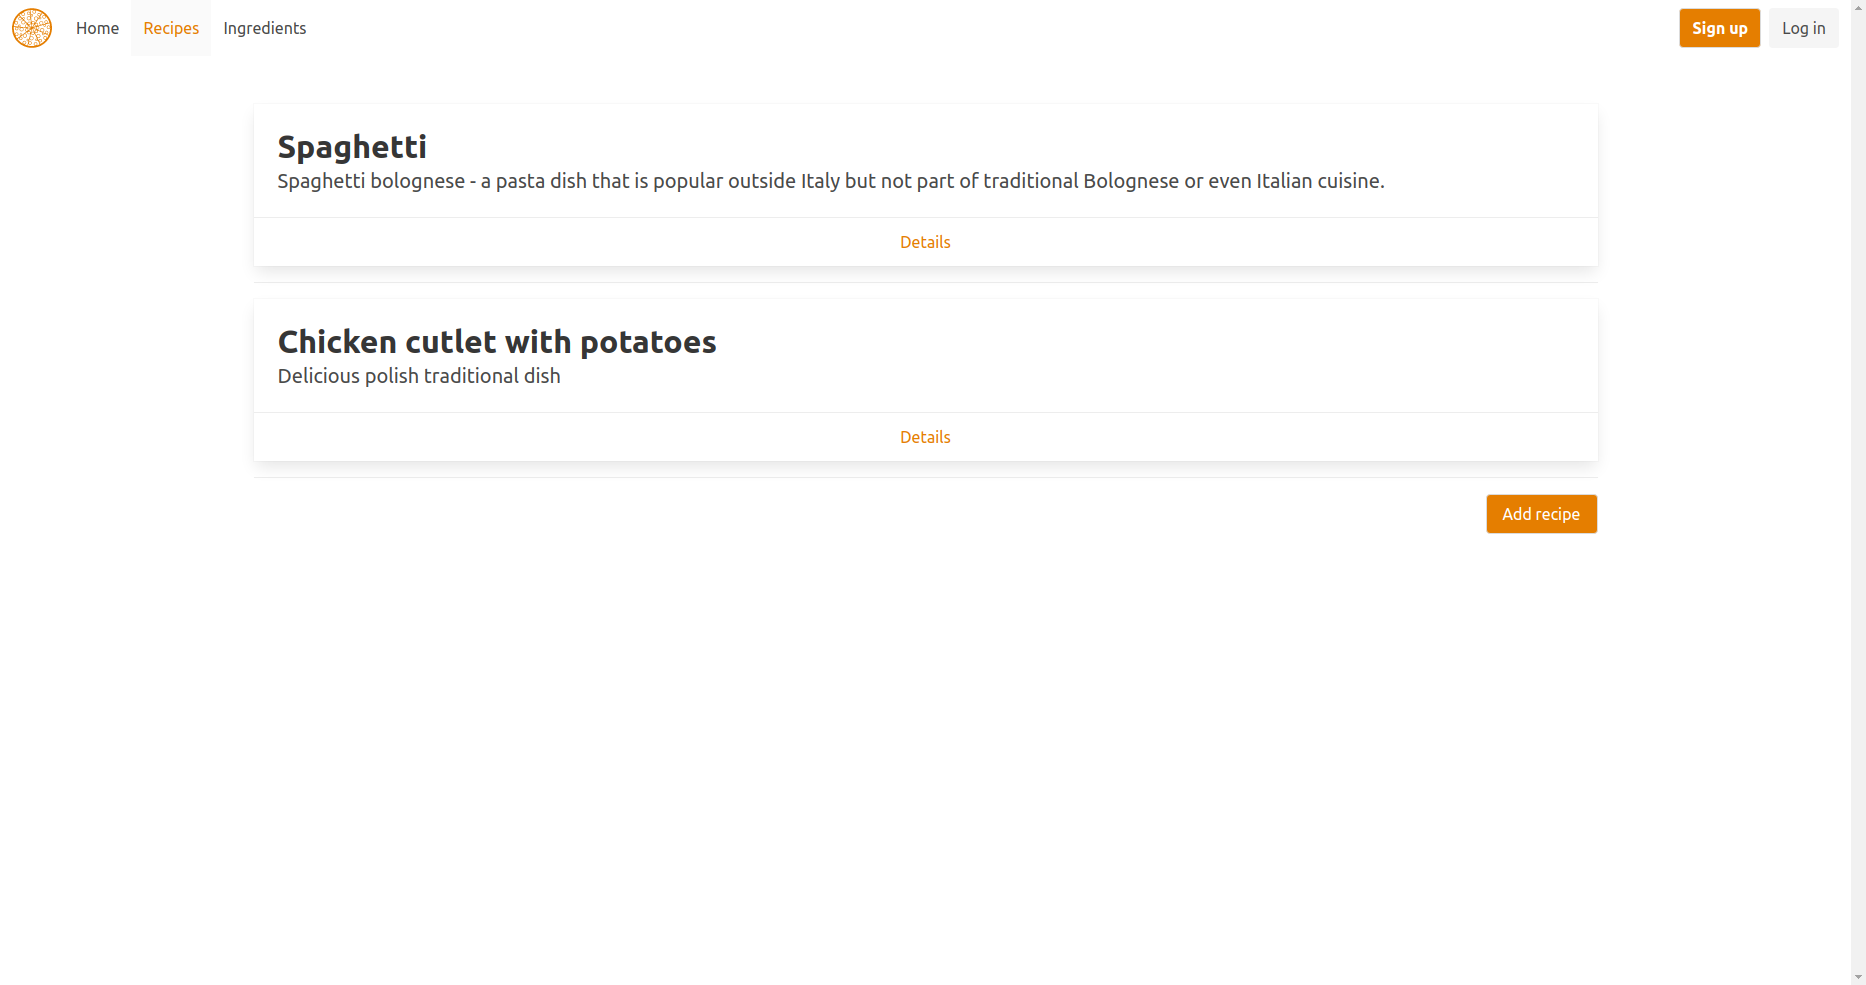 Home Recipes Ingredients Sign up Log in
Spaghetti
Spaghetti bolognese - a pasta dish that is popular outside Italy but not part of traditional Bolognese or even Italian cuisine.
Details
Chicken cutlet with potatoes
Delicious polish traditional dish
Details
Add recipe